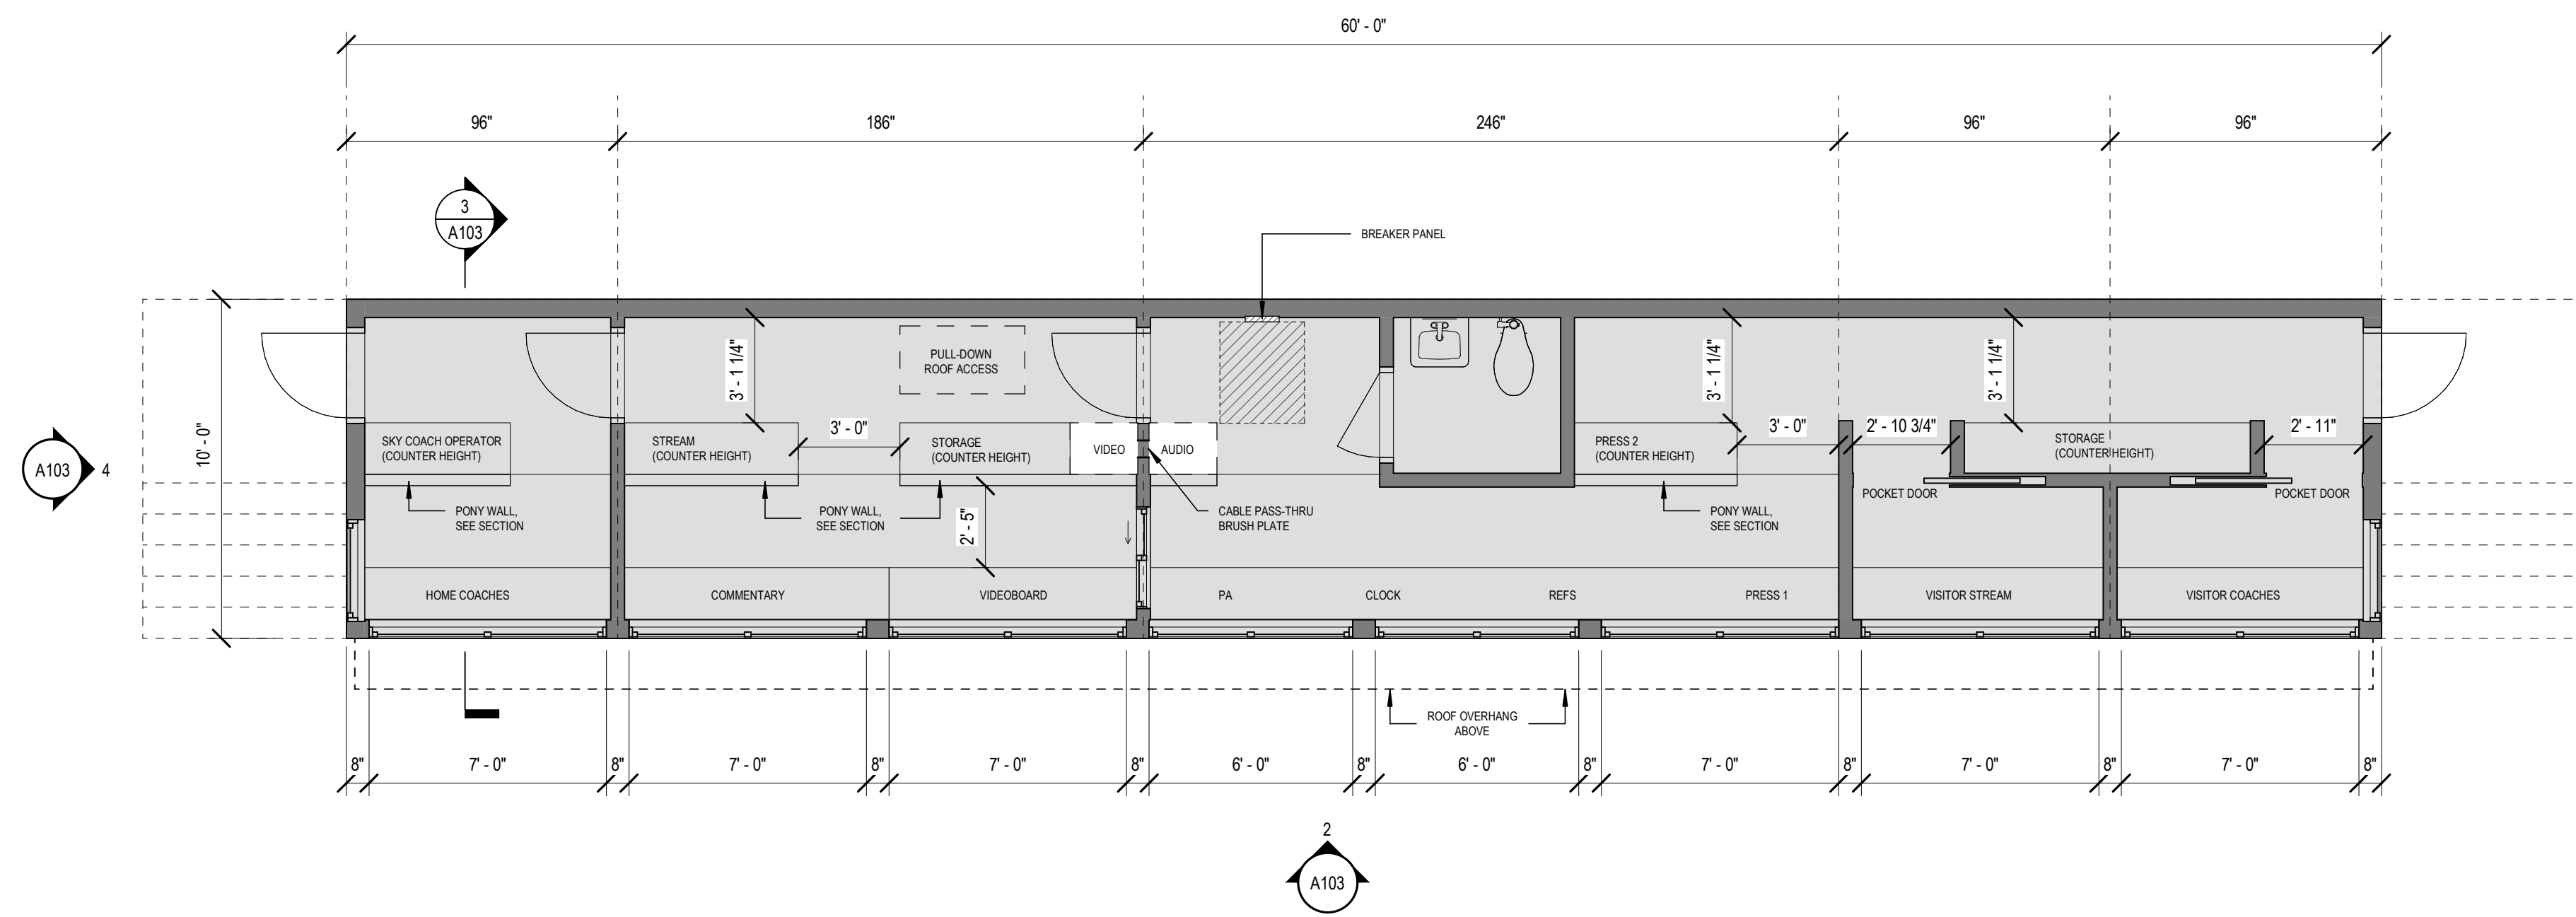 60' - 0"
96"
186"
246"
96"
96"
3
A103
BREAKER PANEL
10' - 0"
3' - 1 1/4"
PULL-DOWN
ROOF ACCESS
3' - 1 1/4"
3' - 1 1/4"
SKY COACH OPERATOR
(COUNTER HEIGHT)
STREAM
(COUNTER HEIGHT)
3' - 0"
STORAGE
(COUNTER HEIGHT)
VIDEO
AUDIO
PRESS 2
(COUNTER HEIGHT)
3' - 0"
2' - 10 3/4"
STORAGE
(COUNTER HEIGHT)
2' - 11"
A103
4
POCKET DOOR
POCKET DOOR
PONY WALL,
SEE SECTION
PONY WALL,
SEE SECTION
2' - 5"
CABLE PASS-THRU
BRUSH PLATE
PONY WALL,
SEE SECTION
HOME COACHES
COMMENTARY
VIDEOBOARD
PA
CLOCK
REFS
PRESS 1
VISITOR STREAM
VISITOR COACHES
ROOF OVERHANG
ABOVE
8"
7' - 0"
8"
7' - 0"
8"
7' - 0"
8"
6' - 0"
8"
6' - 0"
8"
7' - 0"
8"
7' - 0"
8"
7' - 0"
8"
2
A103